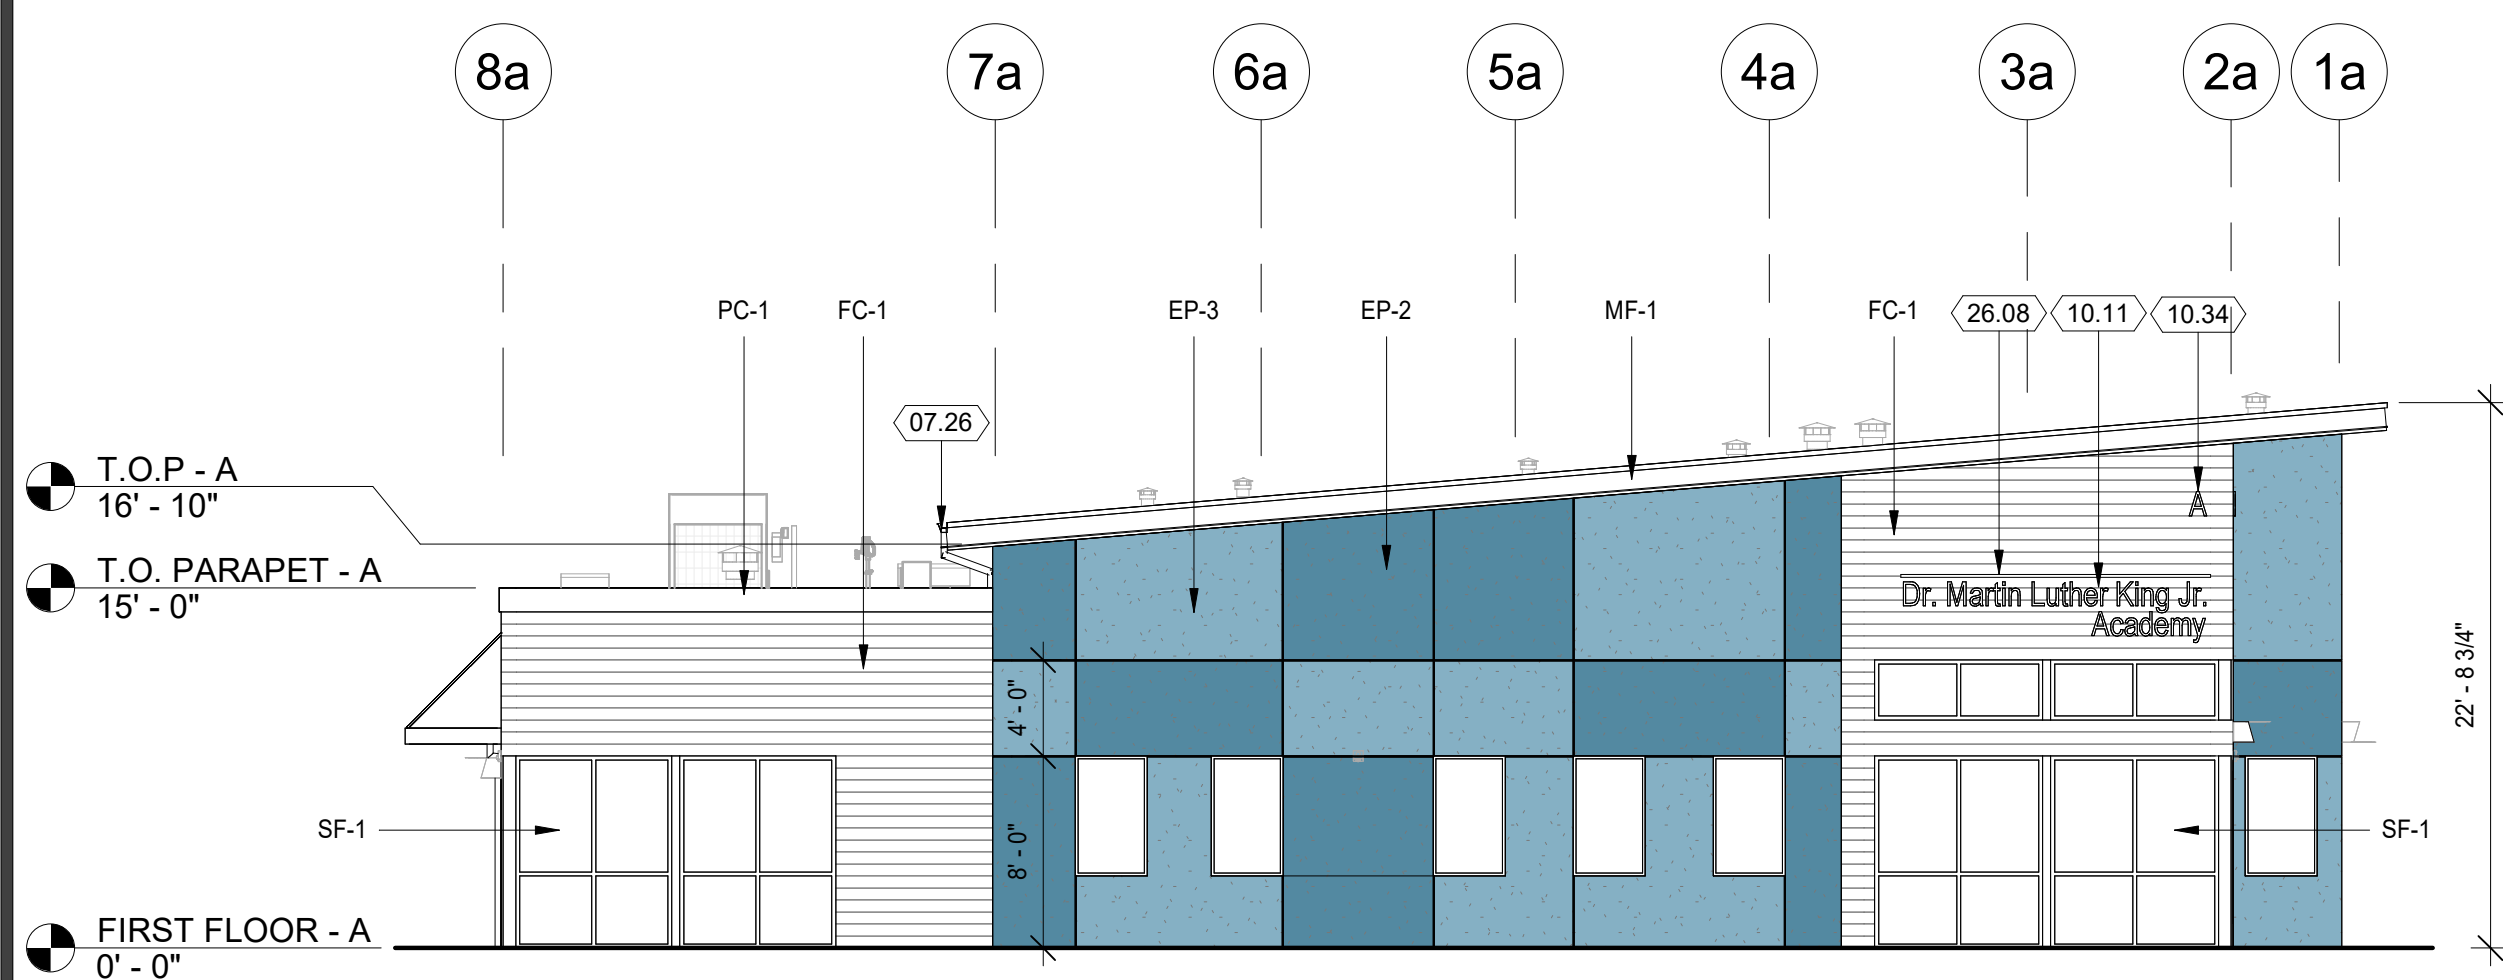 8a
7a
6a
5a
4a
3a
2a
1a
PC-1
FC-1
EP-3
EP-2
MF-1
FC-1
26.08
10.11
10.34
07.26
T.O.P - A
16' - 10"
T.O. PARAPET - A
15' - 0"
A
Dr. Martin Luther King Jr.
Academy
22' - 8 3/4"
4' - 0"
8' - 0"
SF-1
SF-1
FIRST FLOOR - A
0' - 0"